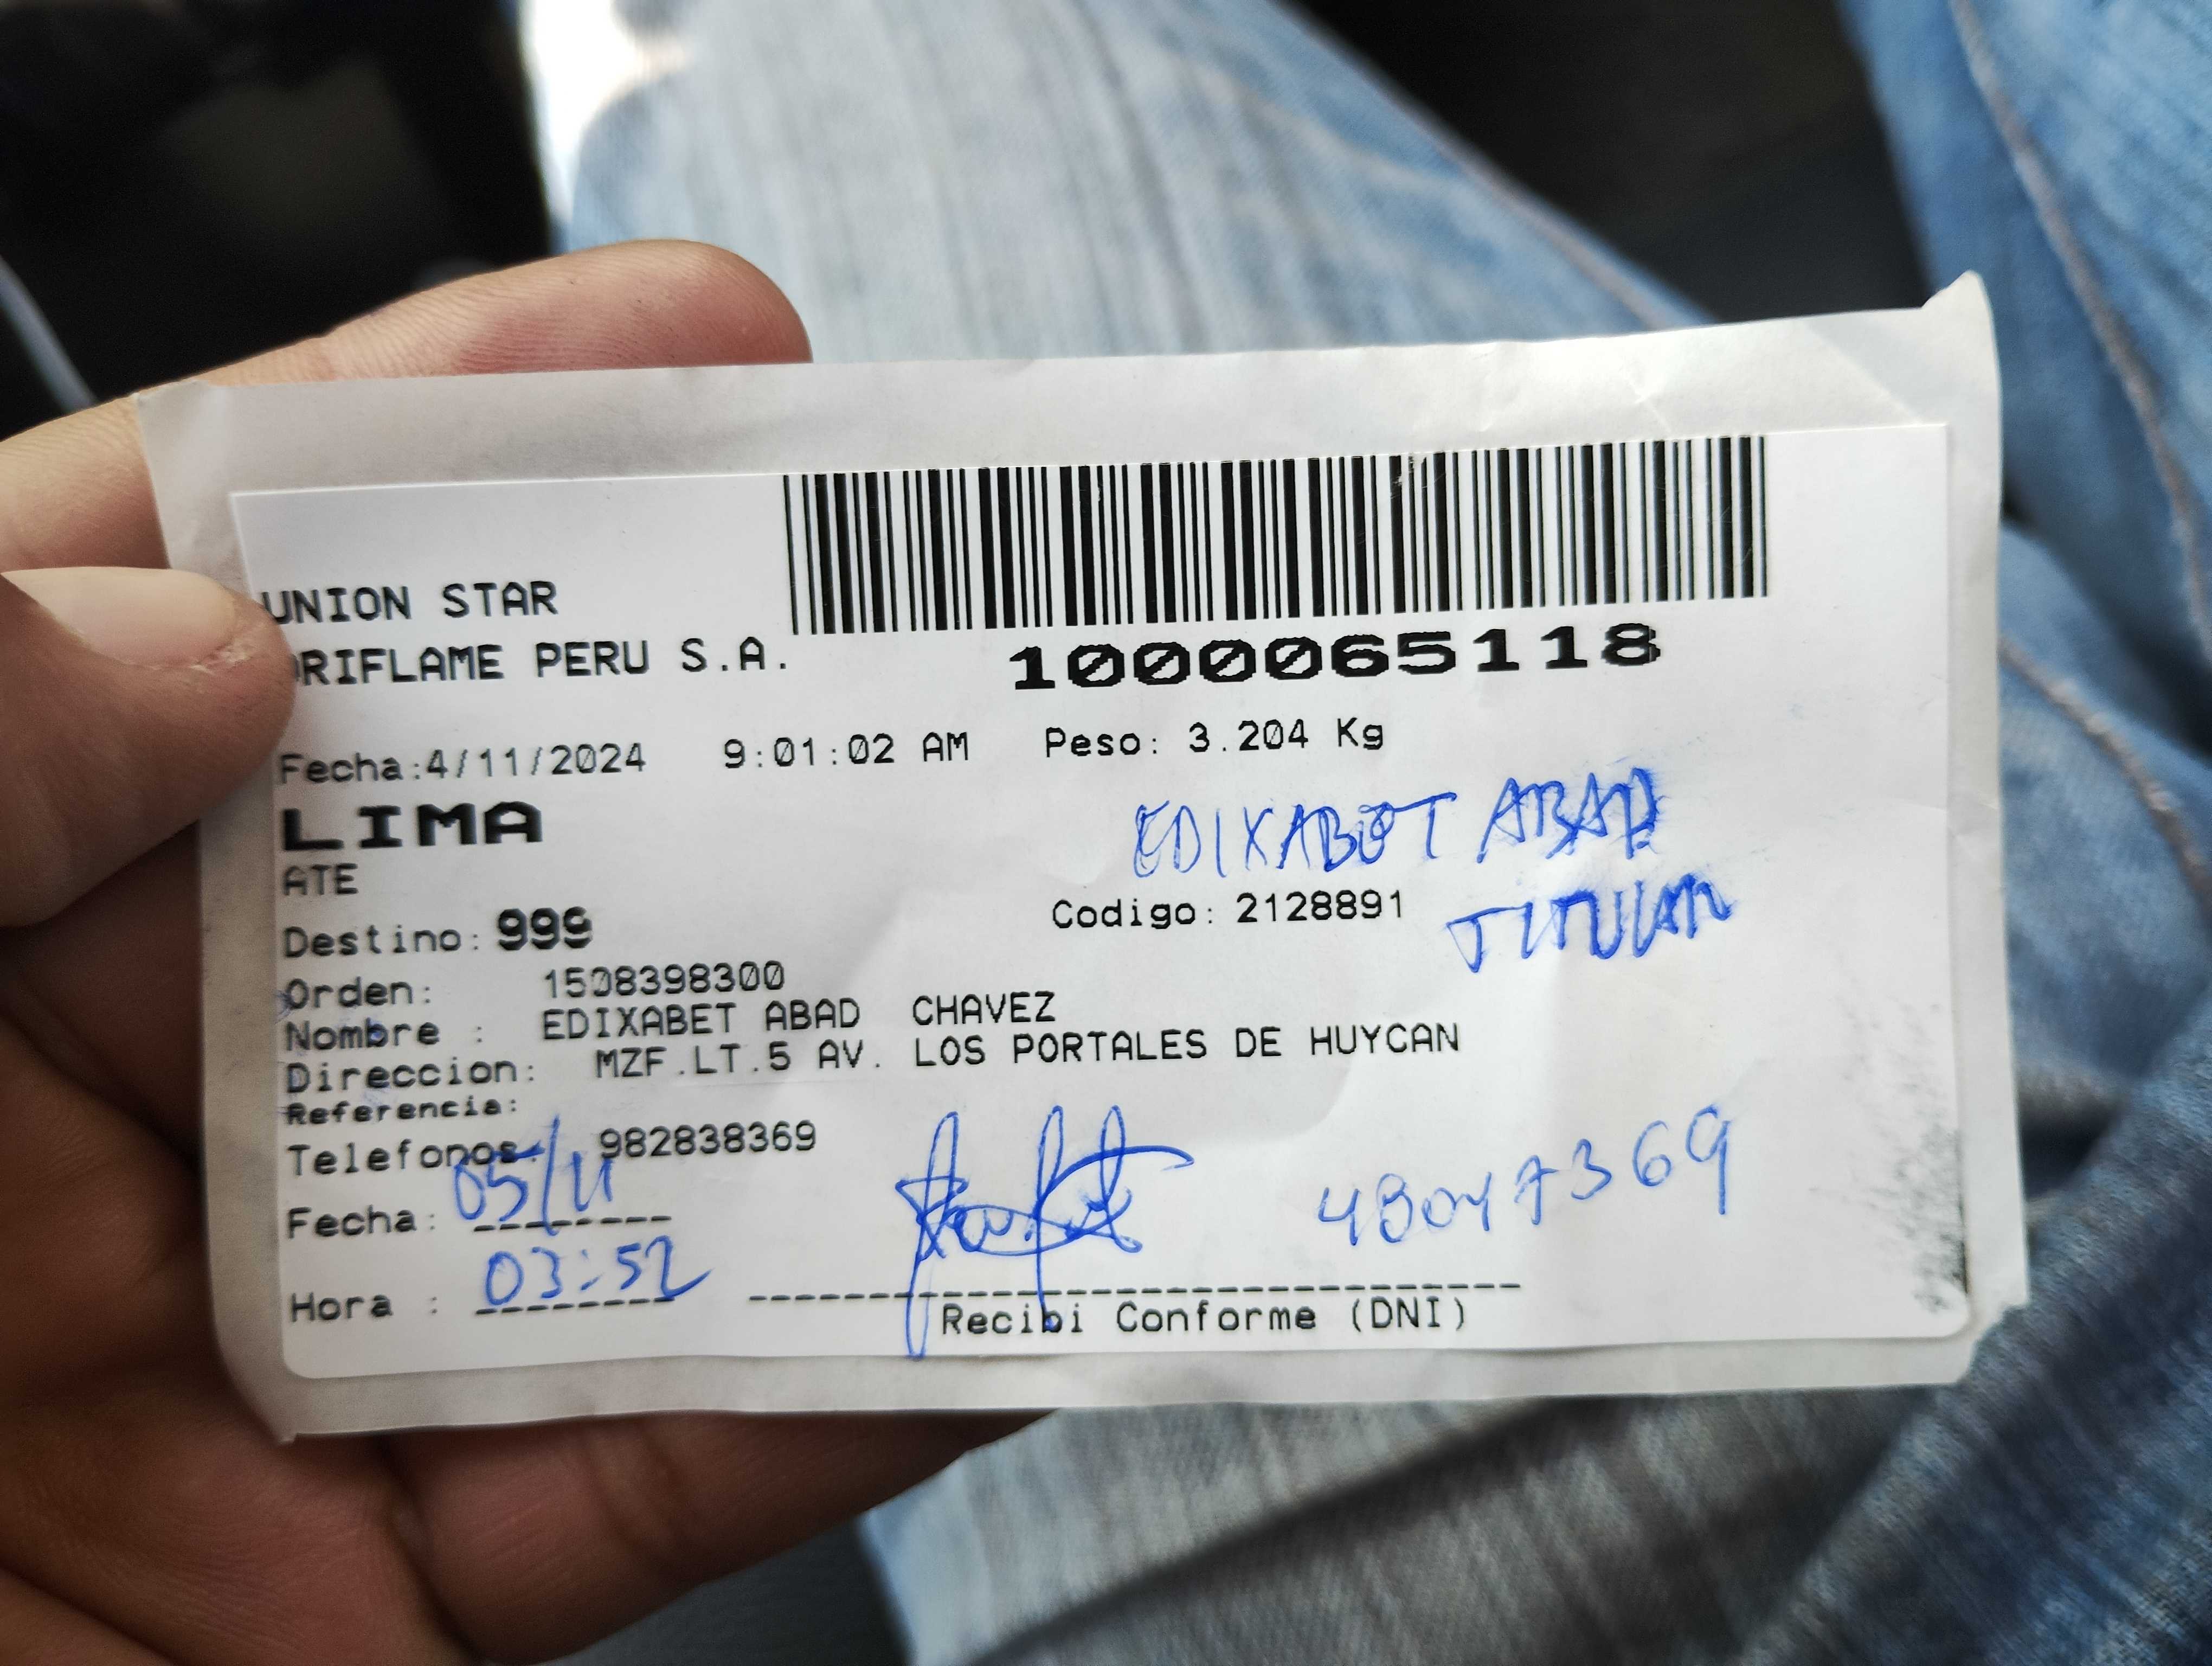 UNION STAR
ORIFLAME PERU S.A.
1000065118
Fecha:4/11/2024 9:01:02 AM Peso: 3.204 Kg
LIMA
EDIXABET ABAD
ATE
Codigo: 2128891 TITULAR
Destino: 999
Orden: 1508398300
Nombre : EDIXABET ABAD CHAVEZ
Direccion: MZF.LT.5 AV. LOS PORTALES DE HUYCAN
Referencia:
Telefonos: 982838369
Fecha: 05/11
48047369
Hora : 03:52
Recibi Conforme (DNI)